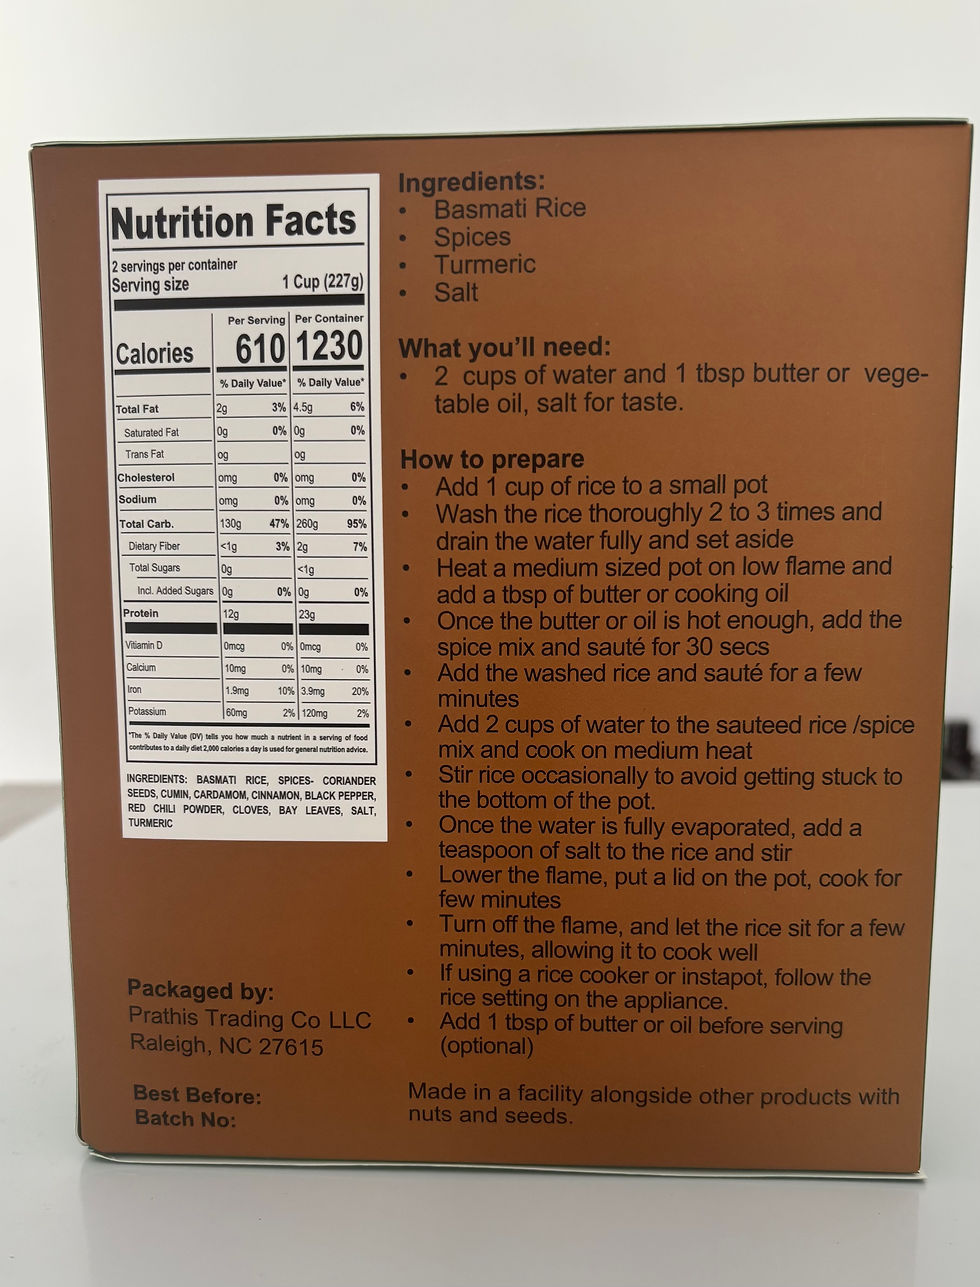 Nutrition Facts
2 servings per container
Serving size 1 Cup (227g)
Per Serving Per Container
Calories 610 1230
% Daily Value* % Daily Value*
Total Fat 2g 3% 4.5g 6%
Saturated Fat 0g 0% 0g 0%
Trans Fat og og
Cholesterol omg 0% omg 0%
Sodium omg 0% omg 0%
Total Carb. 130g 47% 260g 95%
Dietary Fiber <1g 3% 2g 7%
Total Sugars 0g <1g
Incl. Added Sugars 0g 0% 0g 0%
Protein 12g 23g
Vitiamin D 0mcg 0% 0mcg 0%
Calcium 10mg 0% 10mg 0%
Iron 1.9mg 10% 3.9mg 20%
Potassium 60mg 2% 120mg 2%
*The % Daily Value (DV) tells you how much a nutrient in a serving of food
contributes to a daily diet 2,000 calories a day is used for general nutrition advice.
INGREDIENTS: BASMATI RICE, SPICES- CORIANDER
SEEDS, CUMIN, CARDAMOM, CINNAMON, BLACK PEPPER,
RED CHILI POWDER, CLOVES, BAY LEAVES, SALT,
TURMERIC
Packaged by:
Prathis Trading Co LLC
Raleigh, NC 27615
Best Before:
Batch No:
Ingredients:
• Basmati Rice
• Spices
• Turmeric
• Salt
What you'll need:
• 2 cups of water and 1 tbsp butter or vege-
table oil, salt for taste.
How to prepare
• Add 1 cup of rice to a small pot
• Wash the rice thoroughly 2 to 3 times and
drain the water fully and set aside
• Heat a medium sized pot on low flame and
add a tbsp of butter or cooking oil
• Once the butter or oil is hot enough, add the
spice mix and sauté for 30 secs
• Add the washed rice and sauté for a few
minutes
• Add 2 cups of water to the sauteed rice /spice
mix and cook on medium heat
• Stir rice occasionally to avoid getting stuck to
the bottom of the pot.
• Once the water is fully evaporated, add a
teaspoon of salt to the rice and stir
• Lower the flame, put a lid on the pot, cook for
few minutes
• Turn off the flame, and let the rice sit for a few
minutes, allowing it to cook well
• If using a rice cooker or instapot, follow the
rice setting on the appliance.
• Add 1 tbsp of butter or oil before serving
(optional)
Made in a facility alongside other products with
nuts and seeds.